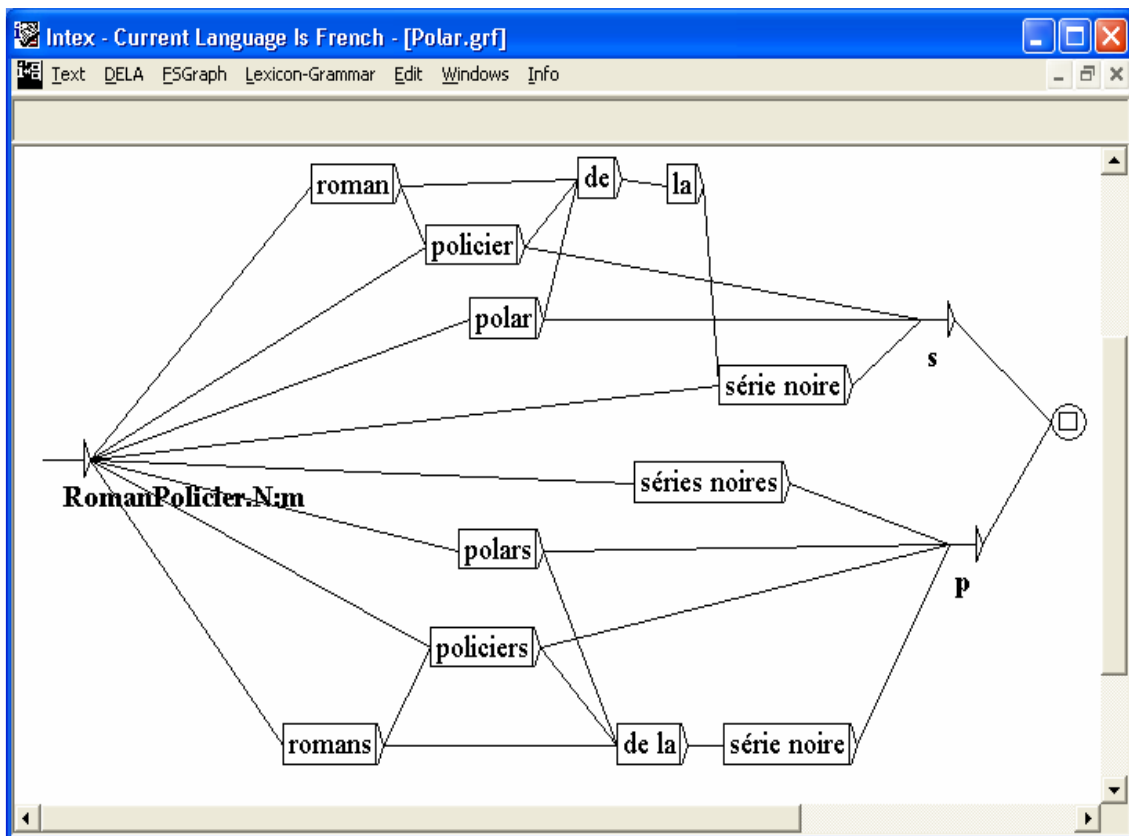 Intex - Current Language Is French - [Polar.grf]
Text DELA FSGraph Lexicon-Grammar Edit Windows Info
roman
de
la
policier
polar
s
série noire
séries noires
RomanPolicier.N:m
polars
p
policiers
romans
de la
série noire